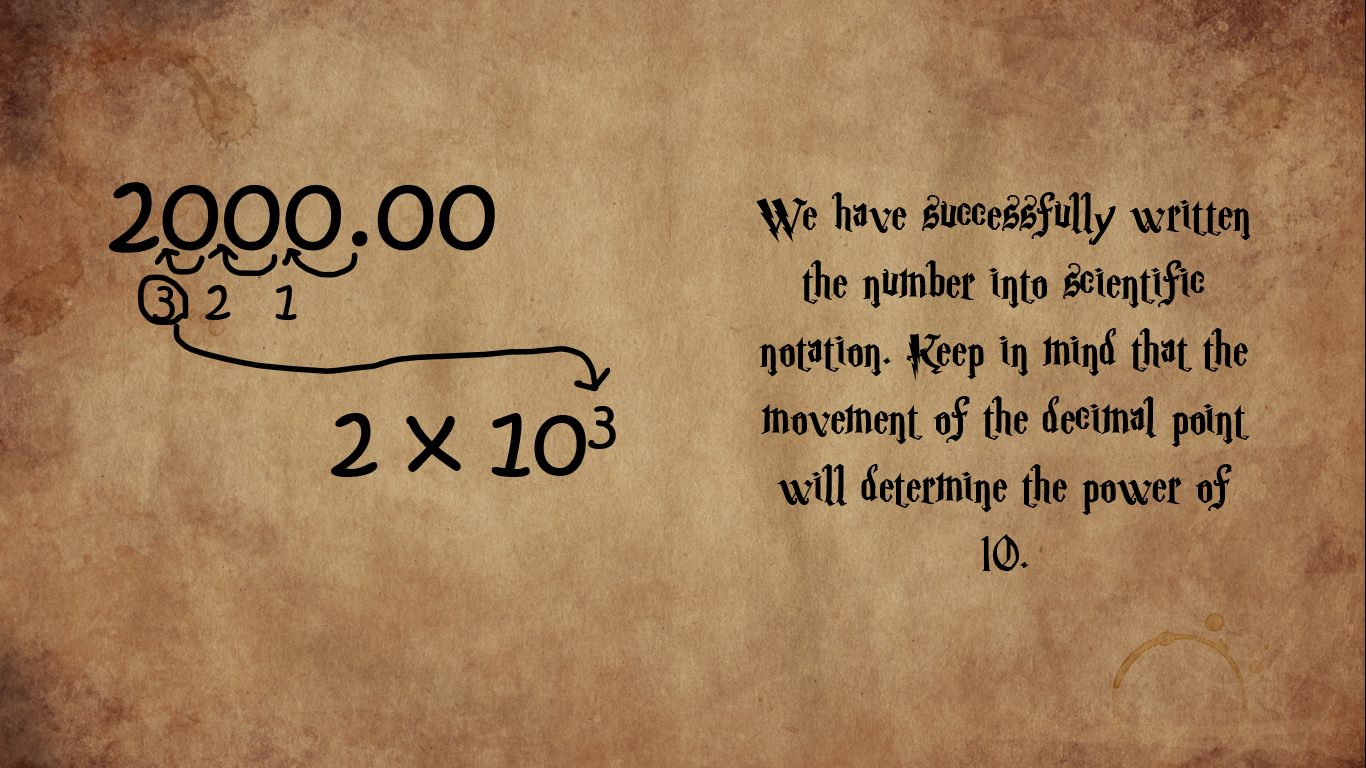 2000.00
3 2 1
2 × 10³
We have successfully written
the number into scientific
notation. Keep in mind that the
movement of the decimal point
will determine the power of
10.